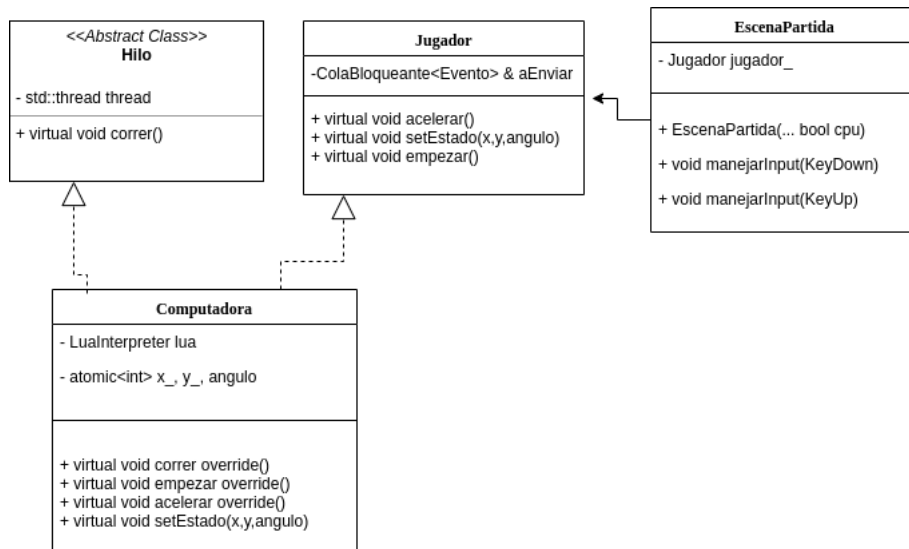 <<Abstract Class>>
Hilo
- std::thread thread
+ virtual void correr()
Jugador
-ColaBloqueante<Evento> & aEnviar
+ virtual void acelerar()
+ virtual void setEstado(x,y,angulo)
+ virtual void empezar()
EscenaPartida
- Jugador jugador_
+ EscenaPartida(... bool cpu)
+ void manejarInput(KeyDown)
+ void manejarInput(KeyUp)
Computadora
- LuaInterpreter lua
- atomic<int> x_, y_, angulo
+ virtual void correr override()
+ virtual void empezar override()
+ virtual void acelerar override()
+ virtual void setEstado(x,y,angulo)